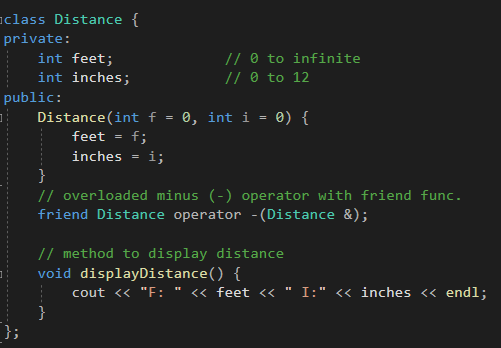 class Distance {
private:
    int feet;             // 0 to infinite
    int inches;           // 0 to 12
public:
    Distance(int f = 0, int i = 0) {
        feet = f;
        inches = i;
    }
    // overloaded minus (-) operator with friend func.
    friend Distance operator -(Distance &);

    // method to display distance
    void displayDistance() {
        cout << "F: " << feet << " I:" << inches << endl;
    }
};